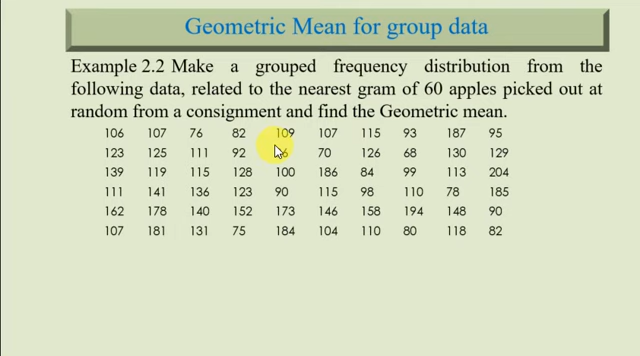 Geometric Mean for group data
Example 2.2 Make a grouped frequency distribution from the
following data, related to the nearest gram of 60 apples picked out at
random from a consignment and find the Geometric mean.
106 107 76 82 109 107 115 93 187 95
123 125 111 92 70 126 68 130 129
139 119 115 128 100 186 84 99 113 204
111 141 136 123 90 115 98 110 78 185
162 178 140 152 173 146 158 194 148 90
107 181 131 75 184 104 110 80 118 82